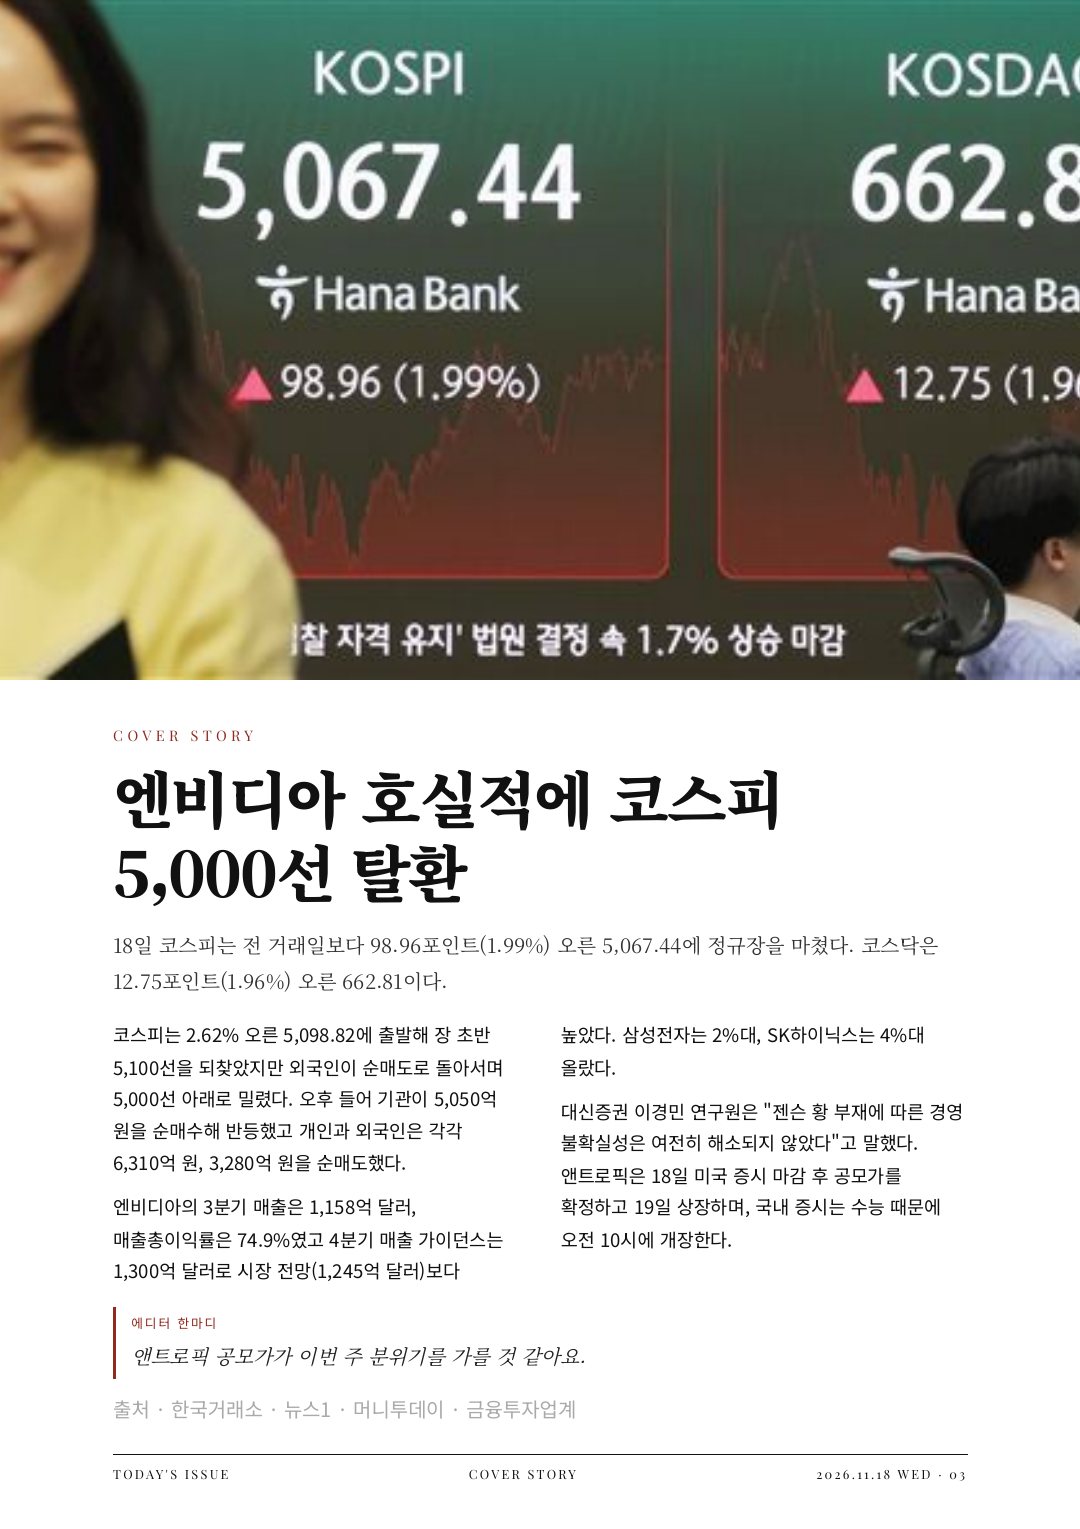 KOSPI
KOSDAQ
5,067.44
662.8
Hana Bank
Hana Ba
▲98.96 (1.99%)
▲12.75 (1.96
찰 자격 유지' 법원 결정 속 1.7% 상승 마감
COVER STORY
엔비디아 호실적에 코스피
5,000선 탈환
18일 코스피는 전 거래일보다 98.96포인트(1.99%) 오른 5,067.44에 정규장을 마쳤다. 코스닥은
12.75포인트(1.96%) 오른 662.81이다.
코스피는 2.62% 오른 5,098.82에 출발해 장 초반
5,100선을 되찾았지만 외국인이 순매도로 돌아서며
5,000선 아래로 밀렸다. 오후 들어 기관이 5,050억
원을 순매수해 반등했고 개인과 외국인은 각각
6,310억 원, 3,280억 원을 순매도했다.
엔비디아의 3분기 매출은 1,158억 달러,
매출총이익률은 74.9%였고 4분기 매출 가이던스는
1,300억 달러로 시장 전망(1,245억 달러)보다
높았다. 삼성전자는 2%대, SK하이닉스는 4%대
올랐다.
대신증권 이경민 연구원은 "젠슨 황 부재에 따른 경영
불확실성은 여전히 해소되지 않았다"고 말했다.
앤트로픽은 18일 미국 증시 마감 후 공모가를
확정하고 19일 상장하며, 국내 증시는 수능 때문에
오전 10시에 개장한다.
에디터 한마디
앤트로픽 공모가가 이번 주 분위기를 가를 것 같아요.
출처 · 한국거래소 · 뉴스1 · 머니투데이 · 금융투자업계
TODAY'S ISSUE
COVER STORY
2026.11.18 WED · 03